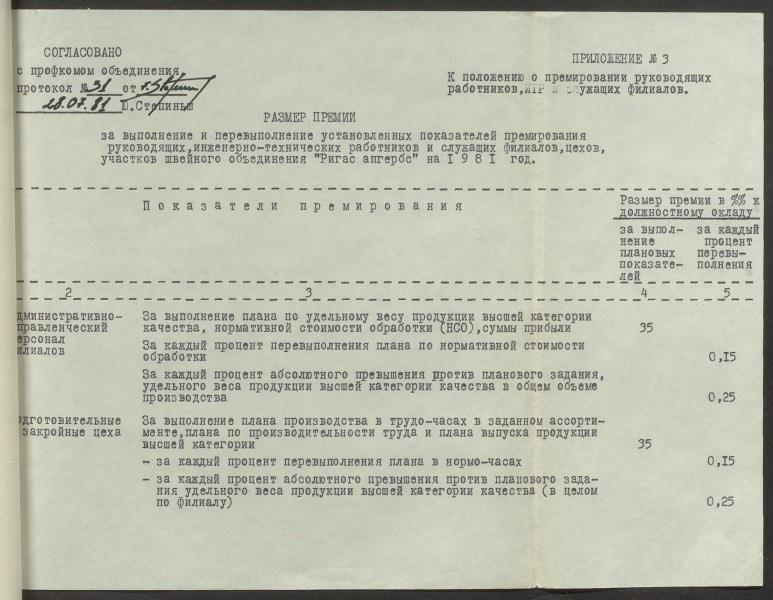 СОГЛАСОВАНО
с профкомом объединения
протокол № 31 от
28.07.81 Ю.Степиньш
ПРИЛОЖЕНИЕ № 3
К положению о премировании руководящих
работников,ИТР и служащих филиалов.
РАЗМЕР ПРЕМИИ
за выполнение и перевыполнение установленных показателей премирования
руководящих,инженерно-технических работников и служащих филиалов,цехов,
участков швейного объединения "Ригас апгербс" на 1 9 8 1 год.
Показатели премирования
Размер премии в %% к
должностному окладу
за выпол-
нение
плановых
показате-
лей
за каждый
процент
перевы-
полнения
2 3 4 5
дминистративно-
правленческий
ерсонал
илиалов
За выполнение плана по удельному весу продукции высшей категории
качества, нормативной стоимости обработки (НСО),суммы прибыли 35
За каждый процент перевыполнения плана по нормативной стоимости
обработки 0,15
За каждый процент абсолютного превышения против планового задания,
удельного веса продукции высшей категории качества в общем объеме
производства 0,25
одготовительные
закройные цеха
За выполнение плана производства в трудо-часах в заданном ассорти-
менте,плана по производительности труда и плана выпуска продукции
высшей категории 35
- за каждый процент перевыполнения плана в нормо-часах 0,15
- за каждый процент абсолютного превышения против планового зада-
ния удельного веса продукции высшей категории качества (в целом
по филиалу) 0,25